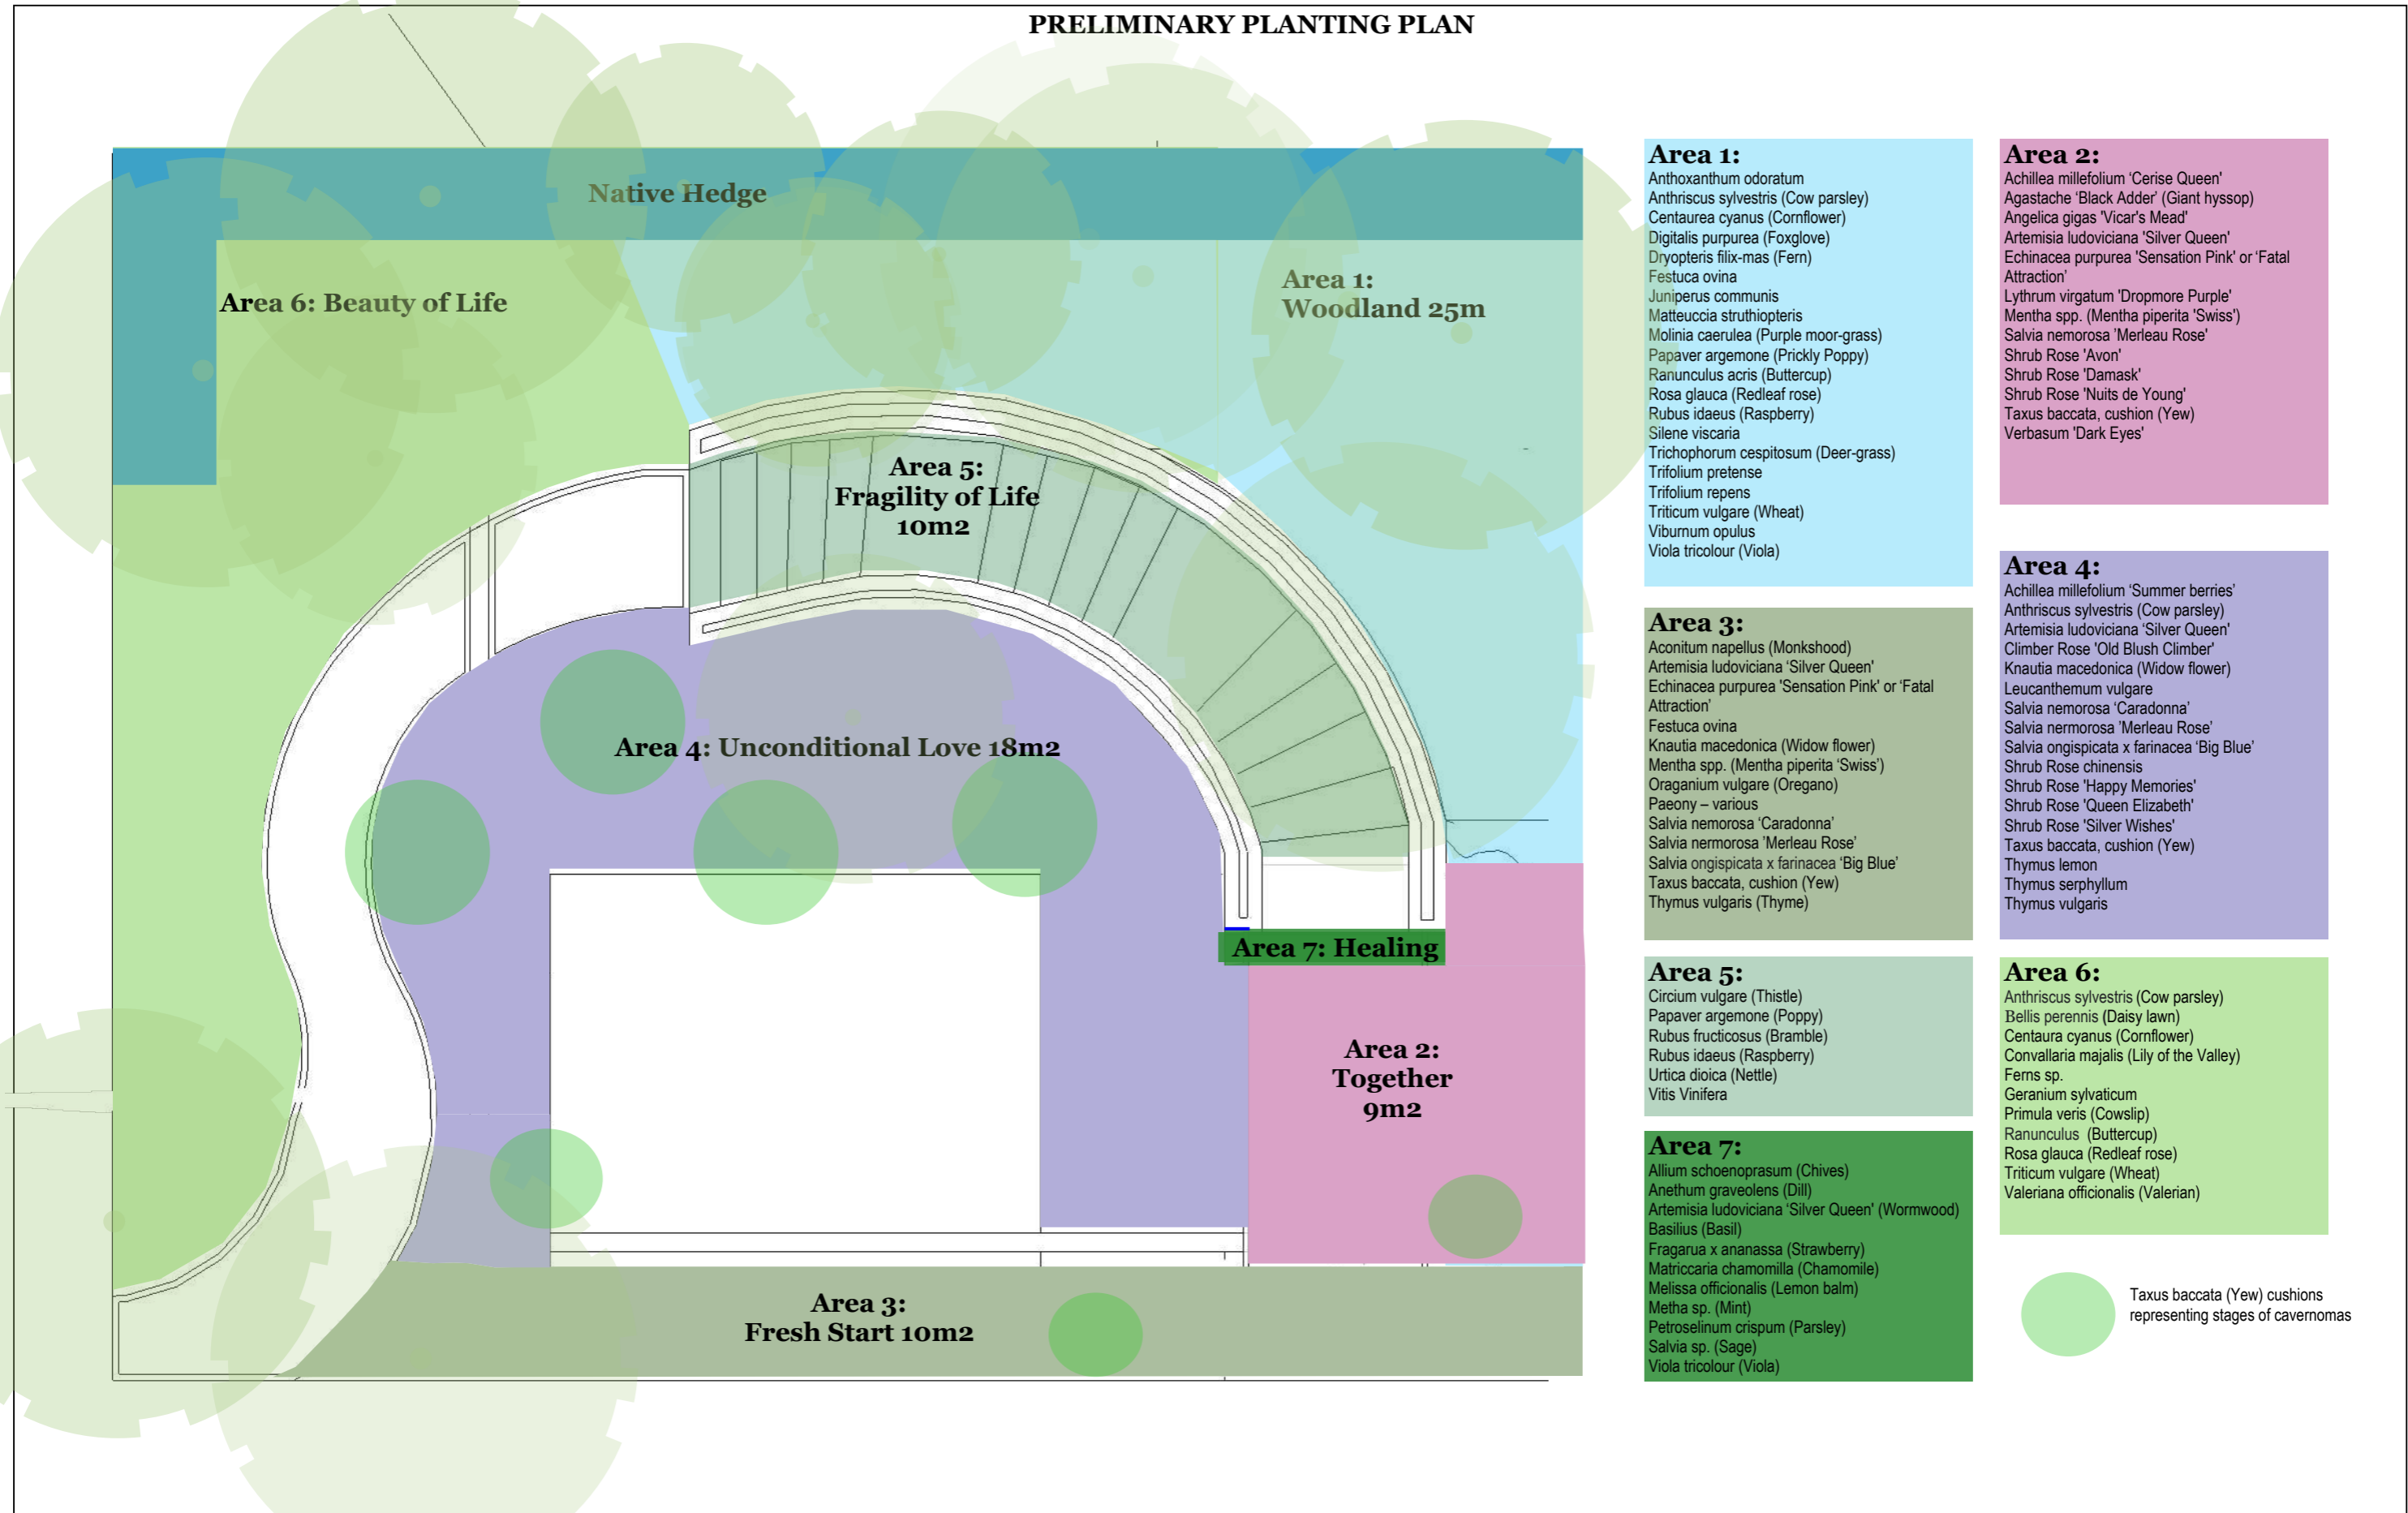 PRELIMINARY PLANTING PLAN
Native Hedge
Area 6: Beauty of Life
Area 1:
Woodland 25m
Area 5:
Fragility of Life
10m2
Area 4: Unconditional Love 18m2
Area 7: Healing
Area 2:
Together
9m2
Area 3:
Fresh Start 10m2
Area 1:
Anthoxanthum odoratum
Anthriscus sylvestris (Cow parsley)
Centaurea cyanus (Cornflower)
Digitalis purpurea (Foxglove)
Dryopteris filix-mas (Fern)
Festuca ovina
Juniperus communis
Matteuccia struthiopteris
Molinia caerulea (Purple moor-grass)
Papaver argemone (Prickly Poppy)
Ranunculus acris (Buttercup)
Rosa glauca (Redleaf rose)
Rubus idaeus (Raspberry)
Silene viscaria
Trichophorum cespitosum (Deer-grass)
Trifolium pretense
Trifolium repens
Triticum vulgare (Wheat)
Viburnum opulus
Viola tricolour (Viola)
Area 2:
Achillea millefolium 'Cerise Queen'
Agastache ‘Black Adder’ (Giant hyssop)
Angelica gigas 'Vicar's Mead'
Artemisia ludoviciana 'Silver Queen'
Echinacea purpurea 'Sensation Pink' or ‘Fatal
Attraction’
Lythrum virgatum 'Dropmore Purple'
Mentha spp. (Mentha piperita 'Swiss')
Salvia nemorosa ’Merleau Rose'
Shrub Rose 'Avon'
Shrub Rose 'Damask'
Shrub Rose 'Nuits de Young'
Taxus baccata, cushion (Yew)
Verbasum 'Dark Eyes'
Area 3:
Aconitum napellus (Monkshood)
Artemisia ludoviciana ‘Silver Queen'
Echinacea purpurea 'Sensation Pink' or ‘Fatal
Attraction’
Festuca ovina
Knautia macedonica (Widow flower)
Mentha spp. (Mentha piperita ‘Swiss’)
Oraganium vulgare (Oregano)
Paeony – various
Salvia nemorosa ‘Caradonna’
Salvia nermorosa ’Merleau Rose’
Salvia ongispicata x farinacea ‘Big Blue’
Taxus baccata, cushion (Yew)
Thymus vulgaris (Thyme)
Area 4:
Achillea millefolium ‘Summer berries’
Anthriscus sylvestris (Cow parsley)
Artemisia ludoviciana ‘Silver Queen'
Climber Rose 'Old Blush Climber'
Knautia macedonica (Widow flower)
Leucanthemum vulgare
Salvia nemorosa ‘Caradonna’
Salvia nermorosa ’Merleau Rose’
Salvia ongispicata x farinacea ‘Big Blue’
Shrub Rose chinensis
Shrub Rose 'Happy Memories'
Shrub Rose 'Queen Elizabeth'
Shrub Rose 'Silver Wishes'
Taxus baccata, cushion (Yew)
Thymus lemon
Thymus serphyllum
Thymus vulgaris
Area 5:
Circium vulgare (Thistle)
Papaver argemone (Poppy)
Rubus fructicosus (Bramble)
Rubus idaeus (Raspberry)
Urtica dioica (Nettle)
Vitis Vinifera
Area 6:
Anthriscus sylvestris (Cow parsley)
Bellis perennis (Daisy lawn)
Centaura cyanus (Cornflower)
Convallaria majalis (Lily of the Valley)
Ferns sp.
Geranium sylvaticum
Primula veris (Cowslip)
Ranunculus (Buttercup)
Rosa glauca (Redleaf rose)
Triticum vulgare (Wheat)
Valeriana officionalis (Valerian)
Area 7:
Allium schoenoprasum (Chives)
Anethum graveolens (Dill)
Artemisia ludoviciana ‘Silver Queen' (Wormwood)
Basilius (Basil)
Fragarua x ananassa (Strawberry)
Matriccaria chamomilla (Chamomile)
Melissa officionalis (Lemon balm)
Metha sp. (Mint)
Petroselinum crispum (Parsley)
Salvia sp. (Sage)
Viola tricolour (Viola)
Taxus baccata (Yew) cushions
representing stages of cavernomas